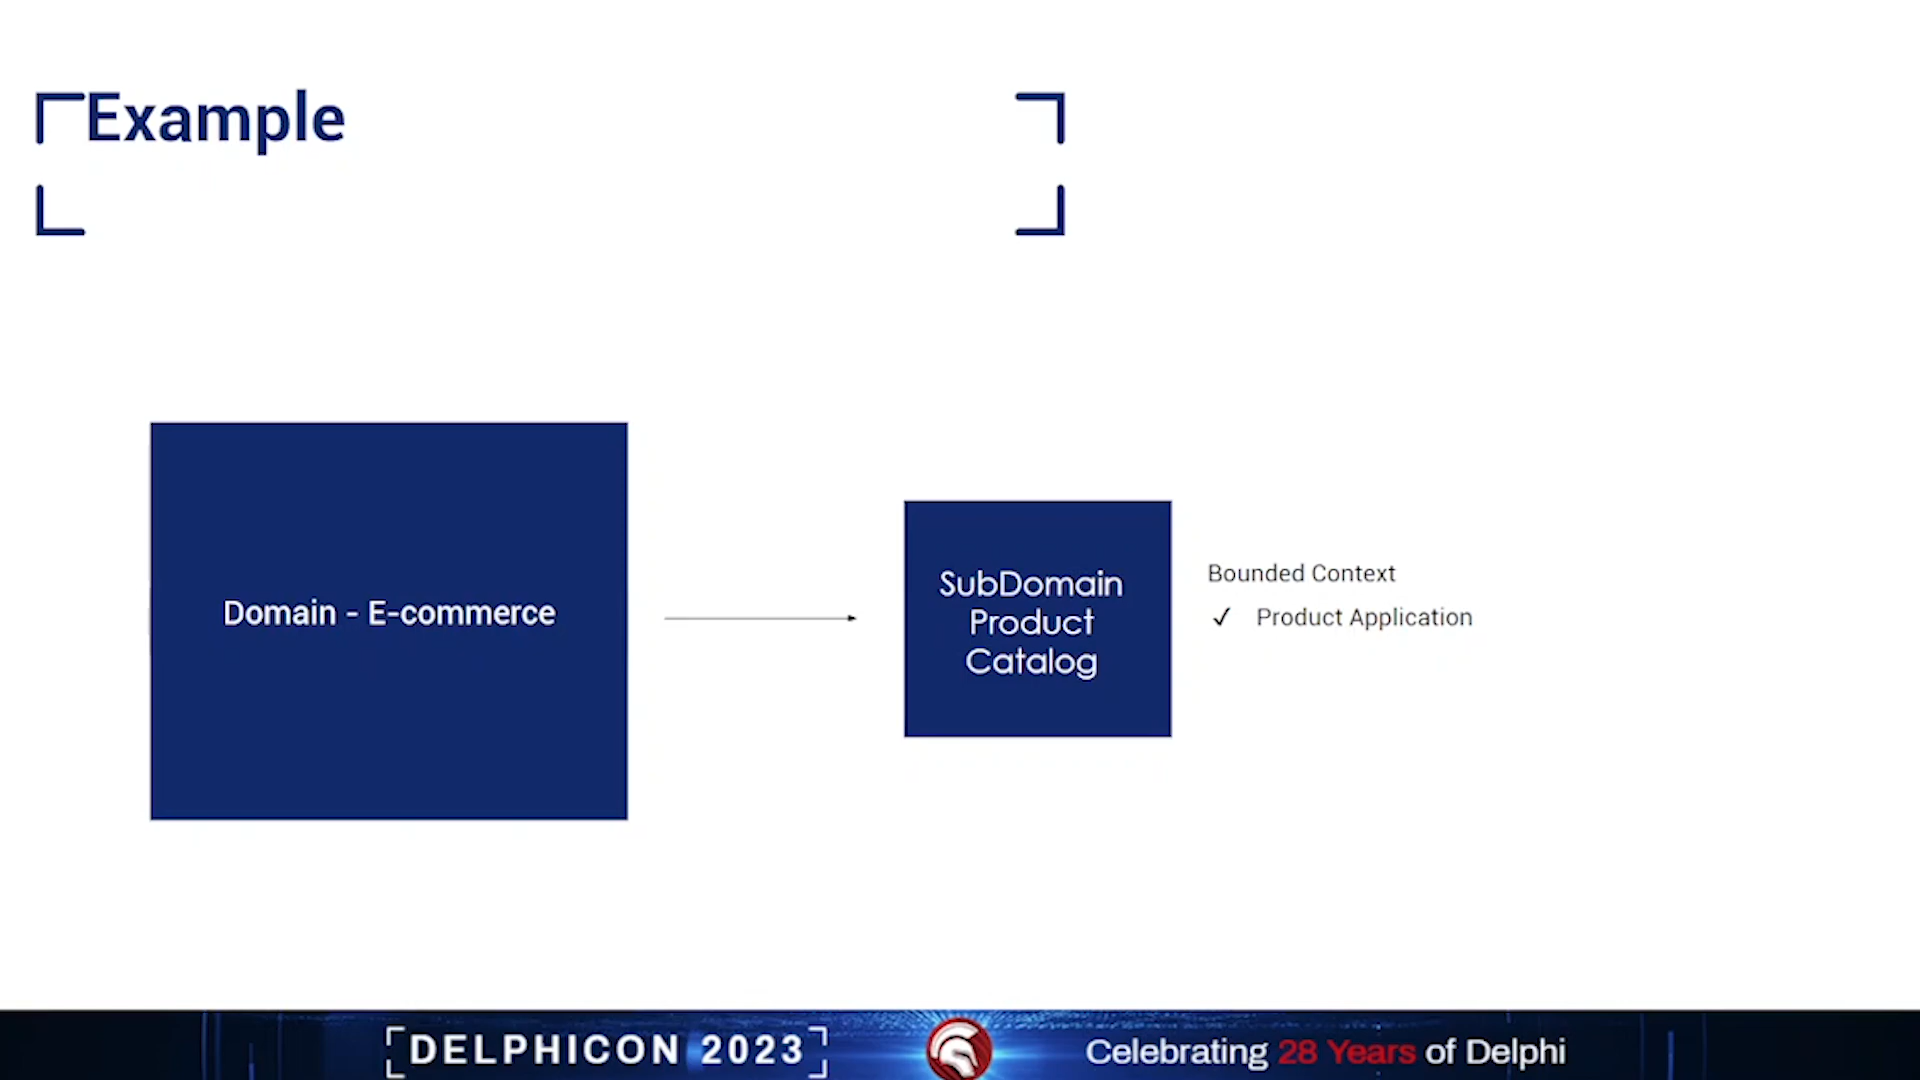 Example
Domain - E-commerce
SubDomain
Product
Catalog
Bounded Context
✓ Product Application
DELPHICON 2023
Celebrating 28 Years of Delphi